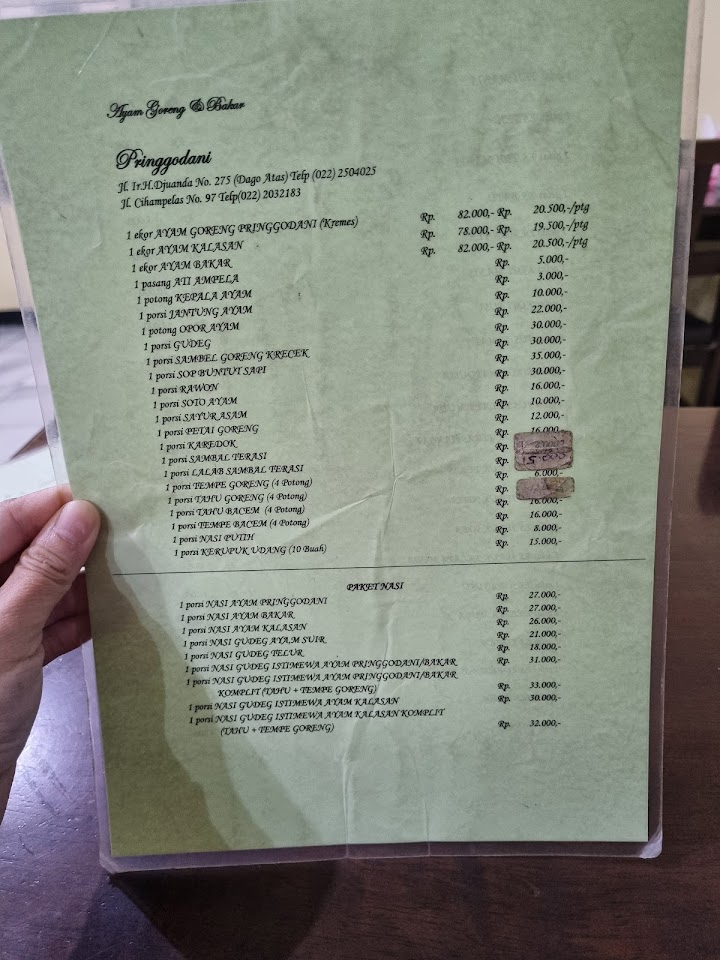 Ayam Goreng & Bakar
Pringgodani
Jl. Ir.H.Djuanda No. 275 (Dago Atas) Telp (022) 2504025
Jl. Cihampelas No. 97 Telp(022) 2032183
1 ekor AYAM GORENG PRINGGODANI (Kremes) Rp. 82.000,- Rp. 20.500,-/ptg
1 ekor AYAM KALASAN Rp. 78.000,- Rp. 19.500,-/ptg
1 ekor AYAM BAKAR Rp. 82.000,- Rp. 20.500,-/ptg
1 pasang ATI AMPELA Rp. 5.000,-
1 potong KEPALA AYAM Rp. 3.000,-
1 porsi JANTUNG AYAM Rp. 10.000,-
1 potong OPOR AYAM Rp. 22.000,-
1 porsi GUDEG Rp. 30.000,-
1 porsi SAMBEL GORENG KRECEK Rp. 30.000,-
1 porsi SOP BUNTUT SAPI Rp. 35.000,-
1 porsi RAWON Rp. 30.000,-
1 porsi SOTO AYAM Rp. 16.000,-
1 porsi SAYUR ASAM Rp. 10.000,-
1 porsi PETAI GORENG Rp. 12.000,-
1 porsi KAREDOK Rp. 16.000,-
1 porsi SAMBAL TERASI Rp.
1 porsi LALAB SAMBAL TERASI Rp. 15.000
1 porsi TEMPE GORENG (4 Potong) Rp. 6.000,-
1 porsi TAHU GORENG (4 Potong) Rp.
1 porsi TAHU BACEM (4 Potong) Rp. 16.000,-
1 porsi TEMPE BACEM (4 Potong) Rp. 16.000,-
1 porsi NASI PUTIH Rp. 8.000,-
1 porsi KERUPUK UDANG (10 Buah) Rp. 15.000,-
PAKET NASI
1 porsi NASI AYAM PRINGGODANI Rp. 27.000,-
1 porsi NASI AYAM BAKAR Rp. 27.000,-
1 porsi NASI AYAM KALASAN Rp. 26.000,-
1 porsi NASI GUDEG AYAM SUIR Rp. 21.000,-
1 porsi NASI GUDEG TELUR Rp. 18.000,-
1 porsi NASI GUDEG ISTIMEWA AYAM PRINGGODANI/BAKAR Rp. 31.000,-
1 porsi NASI GUDEG ISTIMEWA AYAM PRINGGODANI/BAKAR
KOMPLIT (TAHU + TEMPE GORENG) Rp. 33.000,-
1 porsi NASI GUDEG ISTIMEWA AYAM KALASAN Rp. 30.000,-
1 porsi NASI GUDEG ISTIMEWA AYAM KALASAN KOMPLIT
(TAHU + TEMPE GORENG) Rp. 32.000,-